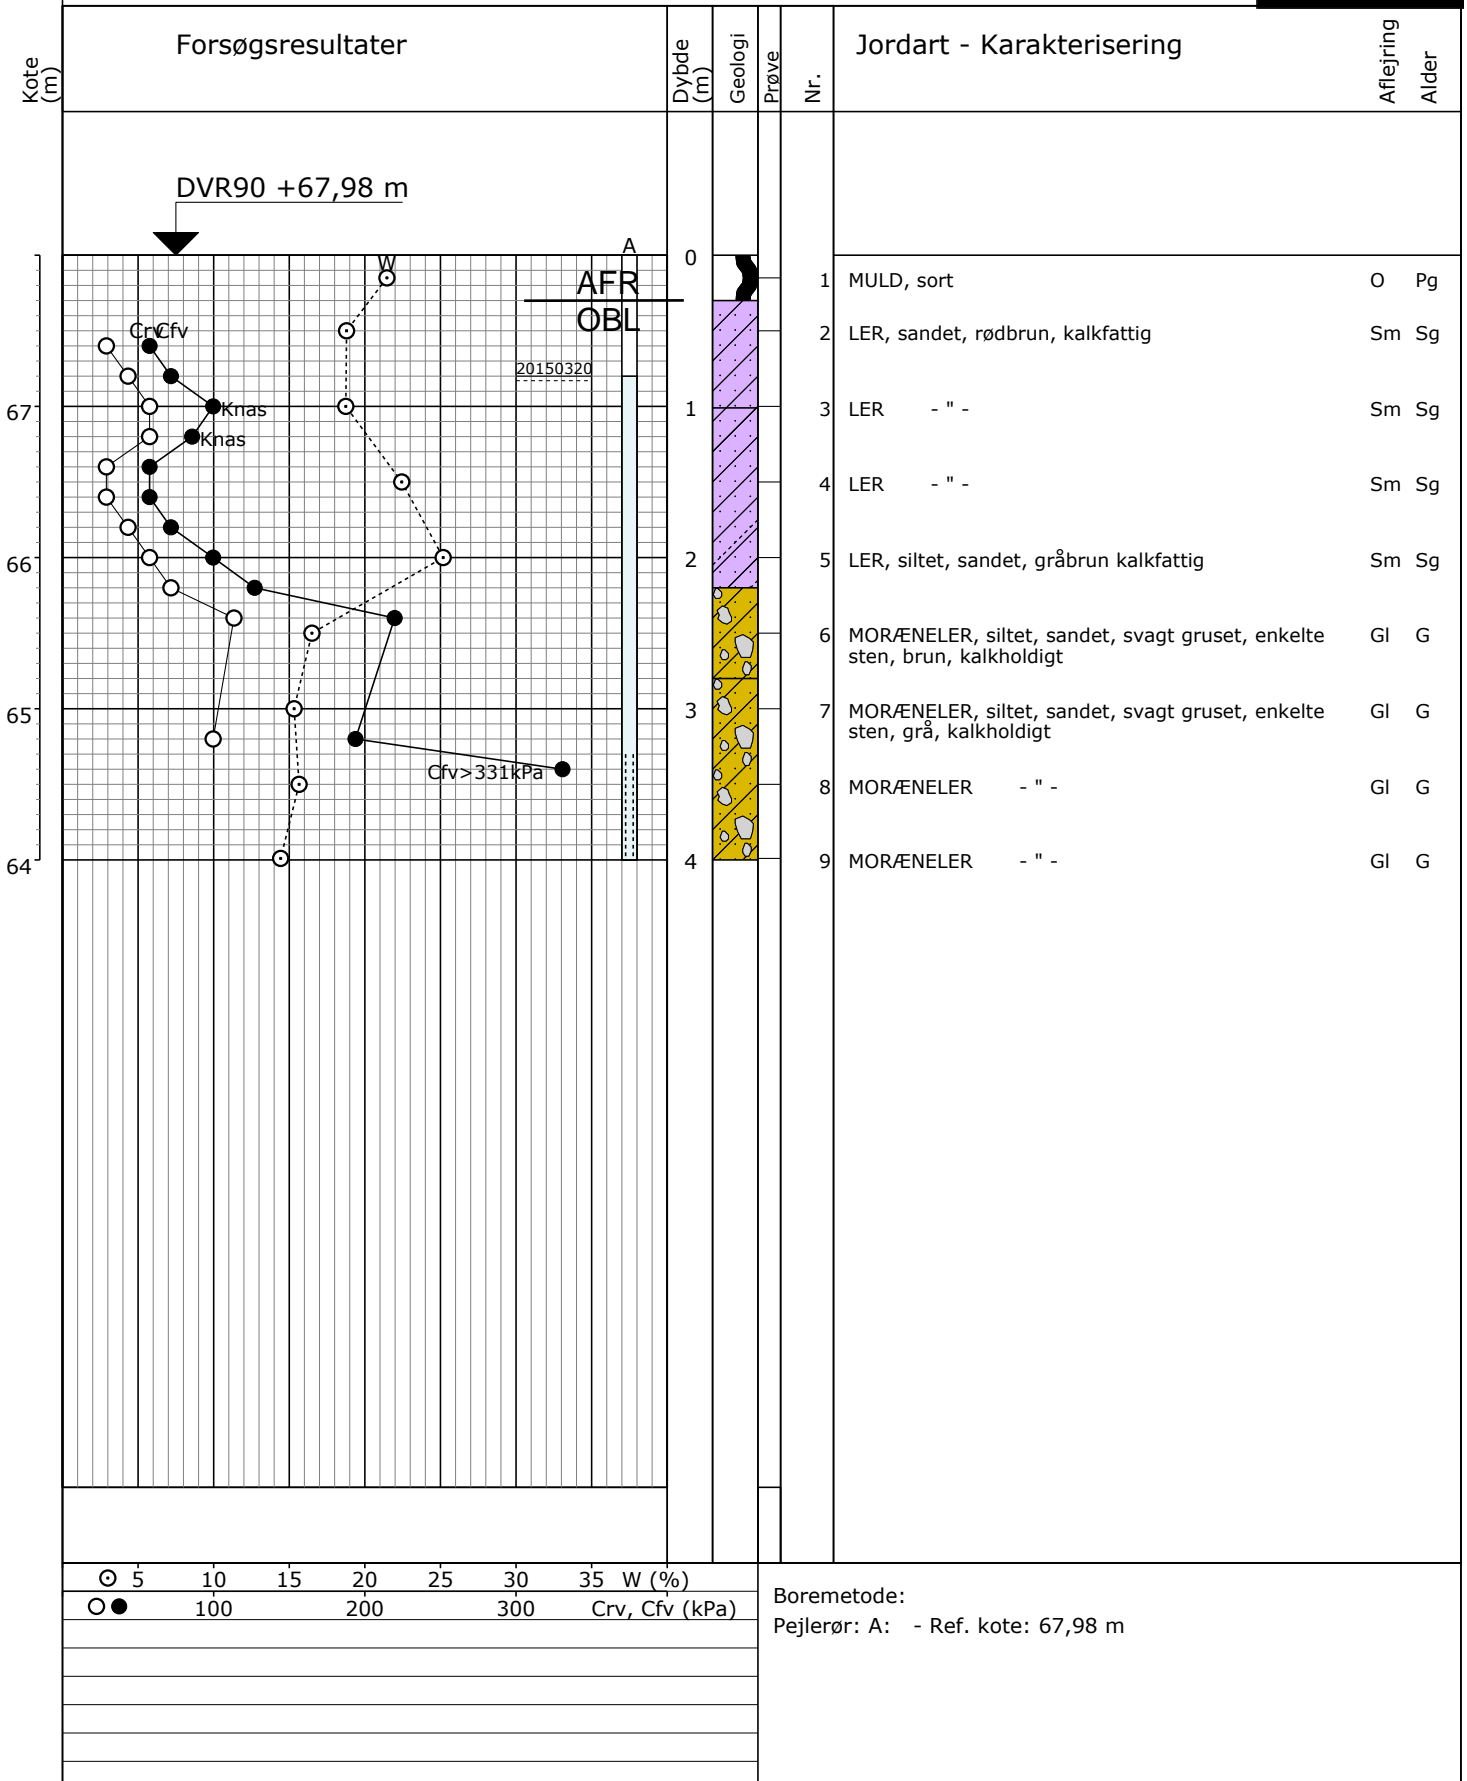 Kote (m)
Forsøgsresultater
Dybde (m)
Geologi
Prøve
Nr.
Jordart - Karakterisering
Aflejring
Alder
DVR90 +67,98 m
A
W
0
AFR
1 MULD, sort O Pg
OBL
Crv Cfv
2 LER, sandet, rødbrun, kalkfattig Sm Sg
20150320
67
Knas
1
3 LER - " - Sm Sg
Knas
4 LER - " - Sm Sg
66
2
5 LER, siltet, sandet, gråbrun kalkfattig Sm Sg
6 MORÆNELER, siltet, sandet, svagt gruset, enkelte Gl G
sten, brun, kalkholdigt
65
3
7 MORÆNELER, siltet, sandet, svagt gruset, enkelte Gl G
sten, grå, kalkholdigt
Cfv>331kPa
8 MORÆNELER - " - Gl G
64
4
9 MORÆNELER - " - Gl G
5 10 15 20 25 30 35 W (%)
100 200 300 Crv, Cfv (kPa)
Boremetode:
Pejlerør: A: - Ref. kote: 67,98 m